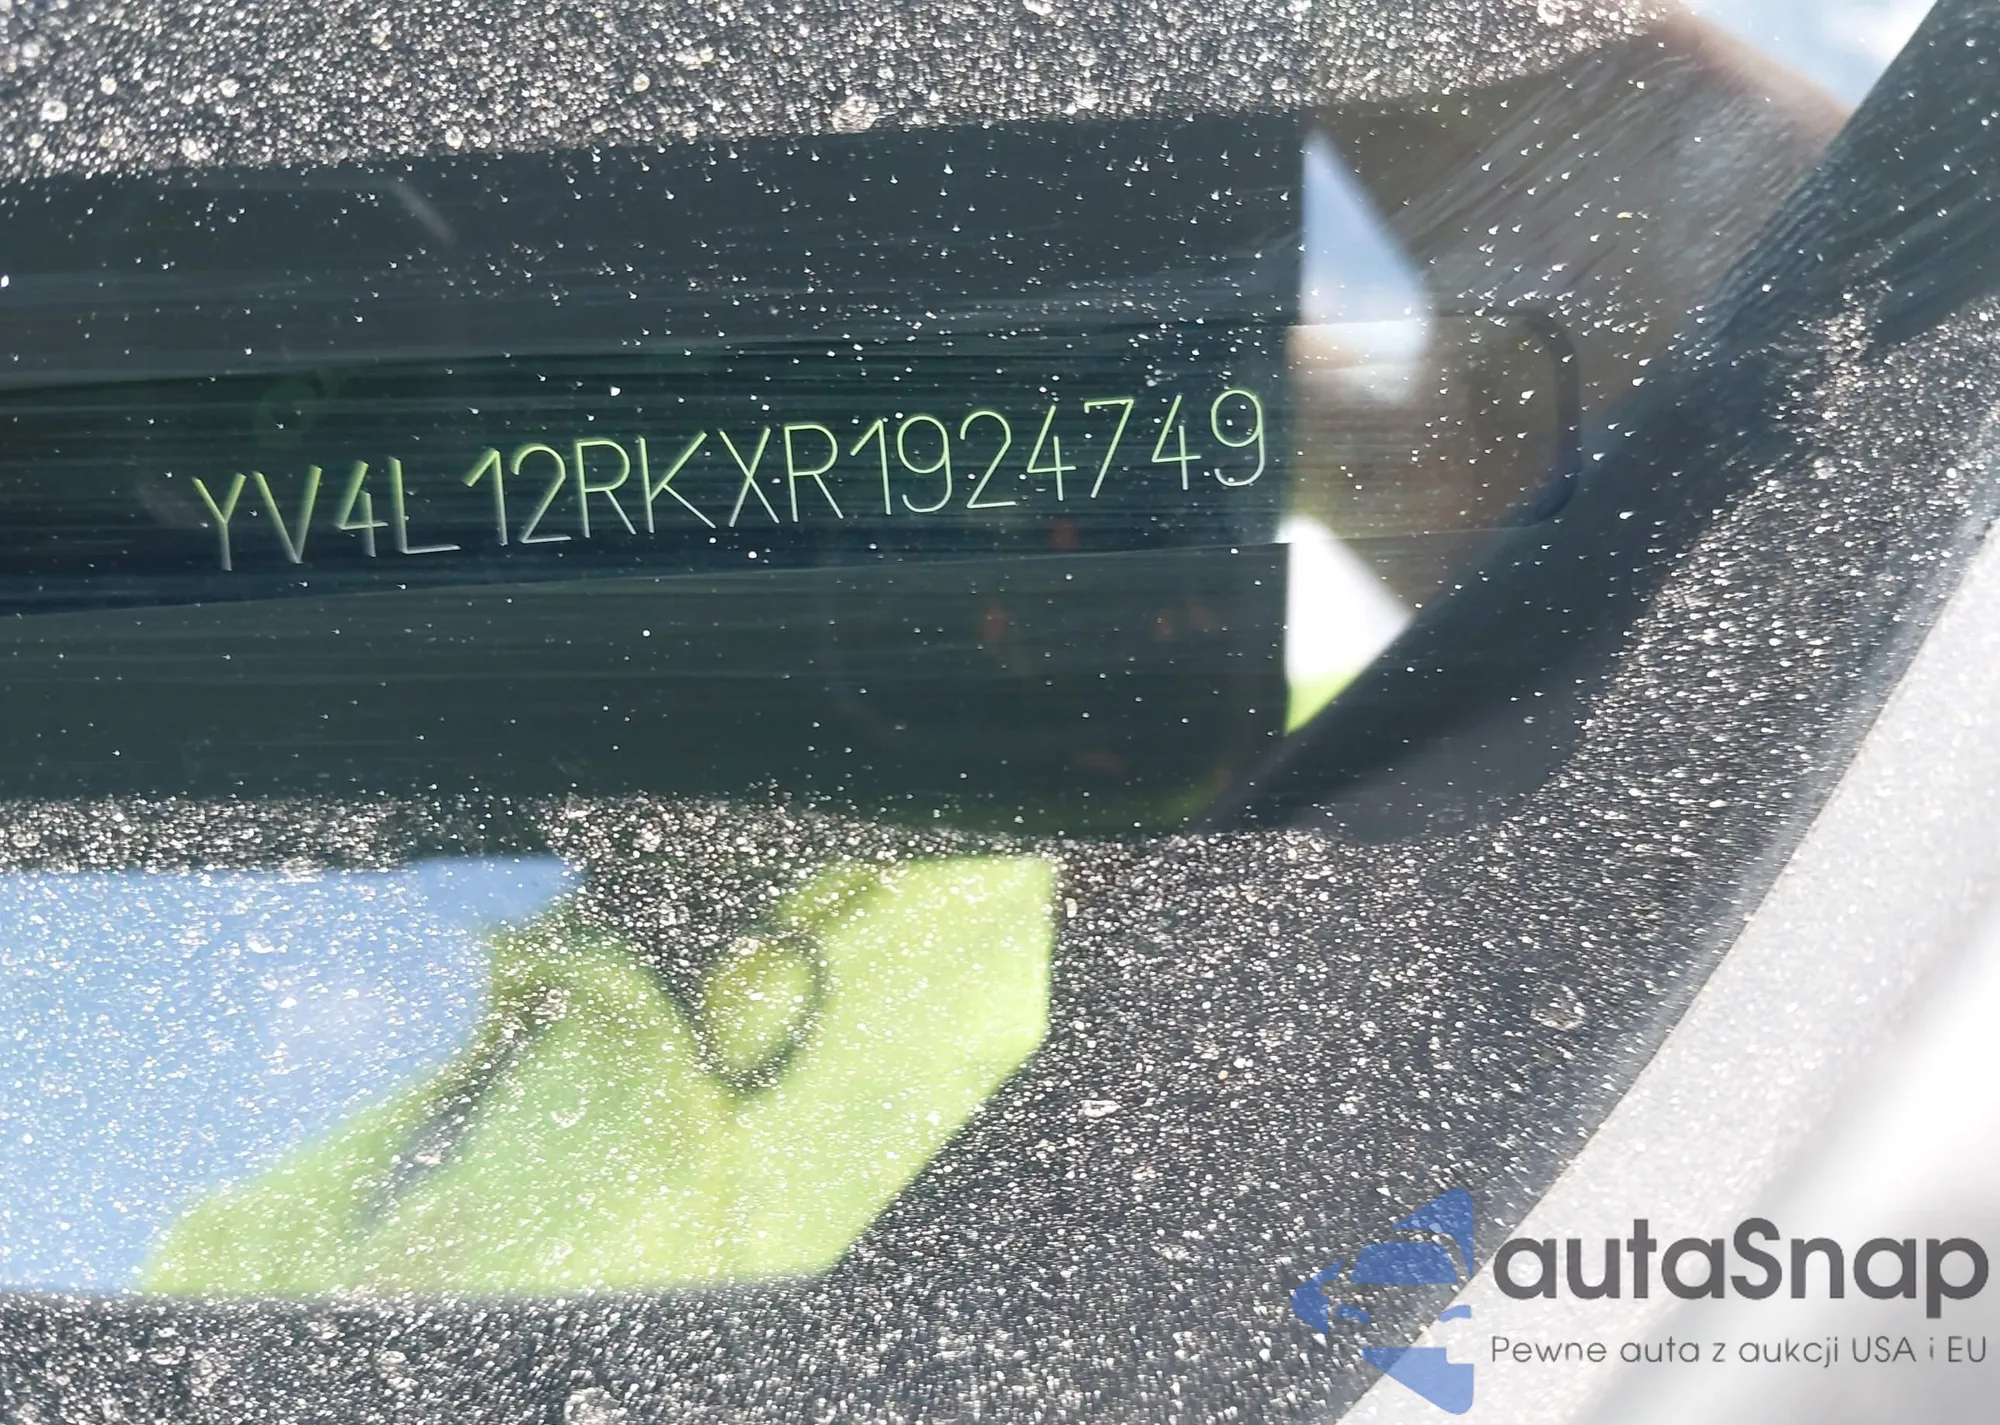 YV4L12RKXR1924749
autaSnap
Pewne auta z aukcji USA i EU